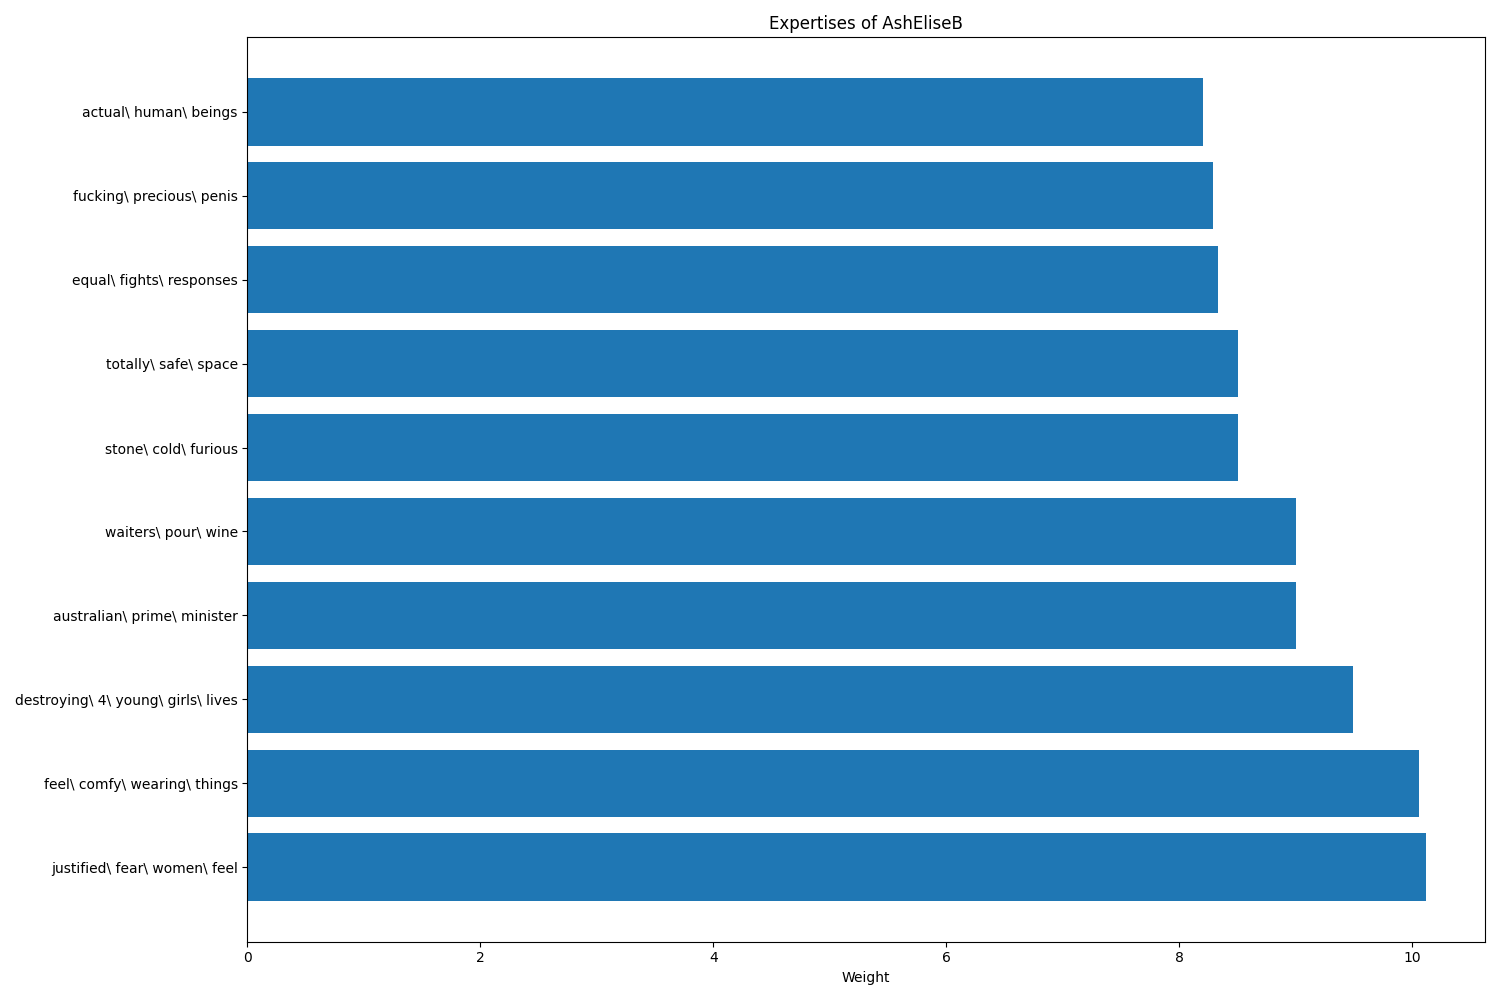 Expertises of AshEliseB
actual\ human\ beings
fucking\ precious\ penis
equal\ fights\ responses
totally\ safe\ space
stone\ cold\ furious
waiters\ pour\ wine
australian\ prime\ minister
destroying\ 4\ young\ girls\ lives
feel\ comfy\ wearing\ things
justified\ fear\ women\ feel
0 2 4 6 8 10
Weight